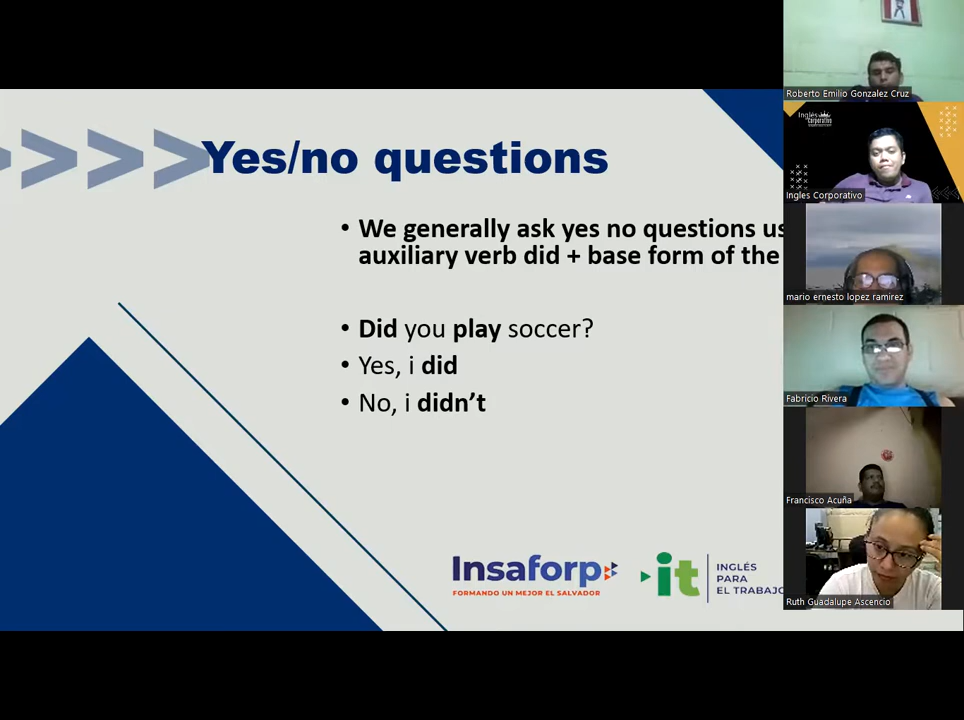 >>>>Yes/no questions
• We generally ask yes no questions us
auxiliary verb did + base form of the
• Did you play soccer?
• Yes, i did
• No, i didn't
Insaforp
FORMANDO UN MEJOR EL SALVADOR
it
INGLÉS
PARA
EL TRABAJO
Roberto Emilio Gonzalez Cruz
Inglés
Corporativo
Ingles Corporativo
mario ernesto lopez ramirez
Fabricio Rivera
Francisco Acuña
Ruth Guadalupe Ascencio